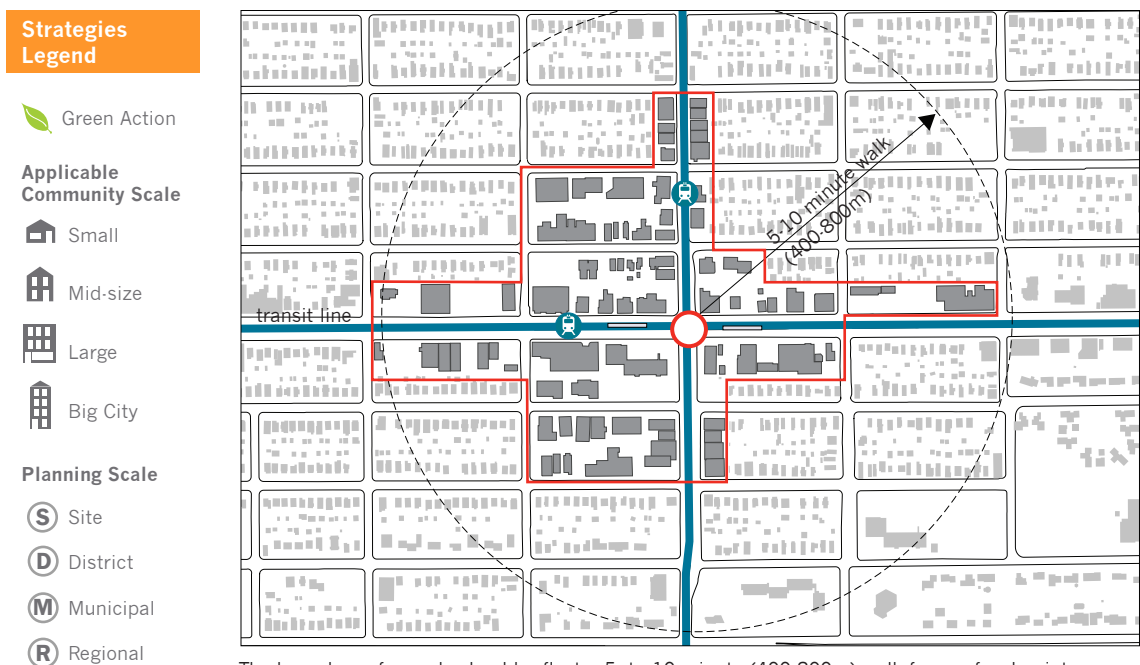 Strategies
Legend
Green Action
Applicable
Community Scale
Small
Mid-size
Large
Big City
Planning Scale
S Site
D District
M Municipal
R Regional
transit line
5-10 minute walk
(400-800m)